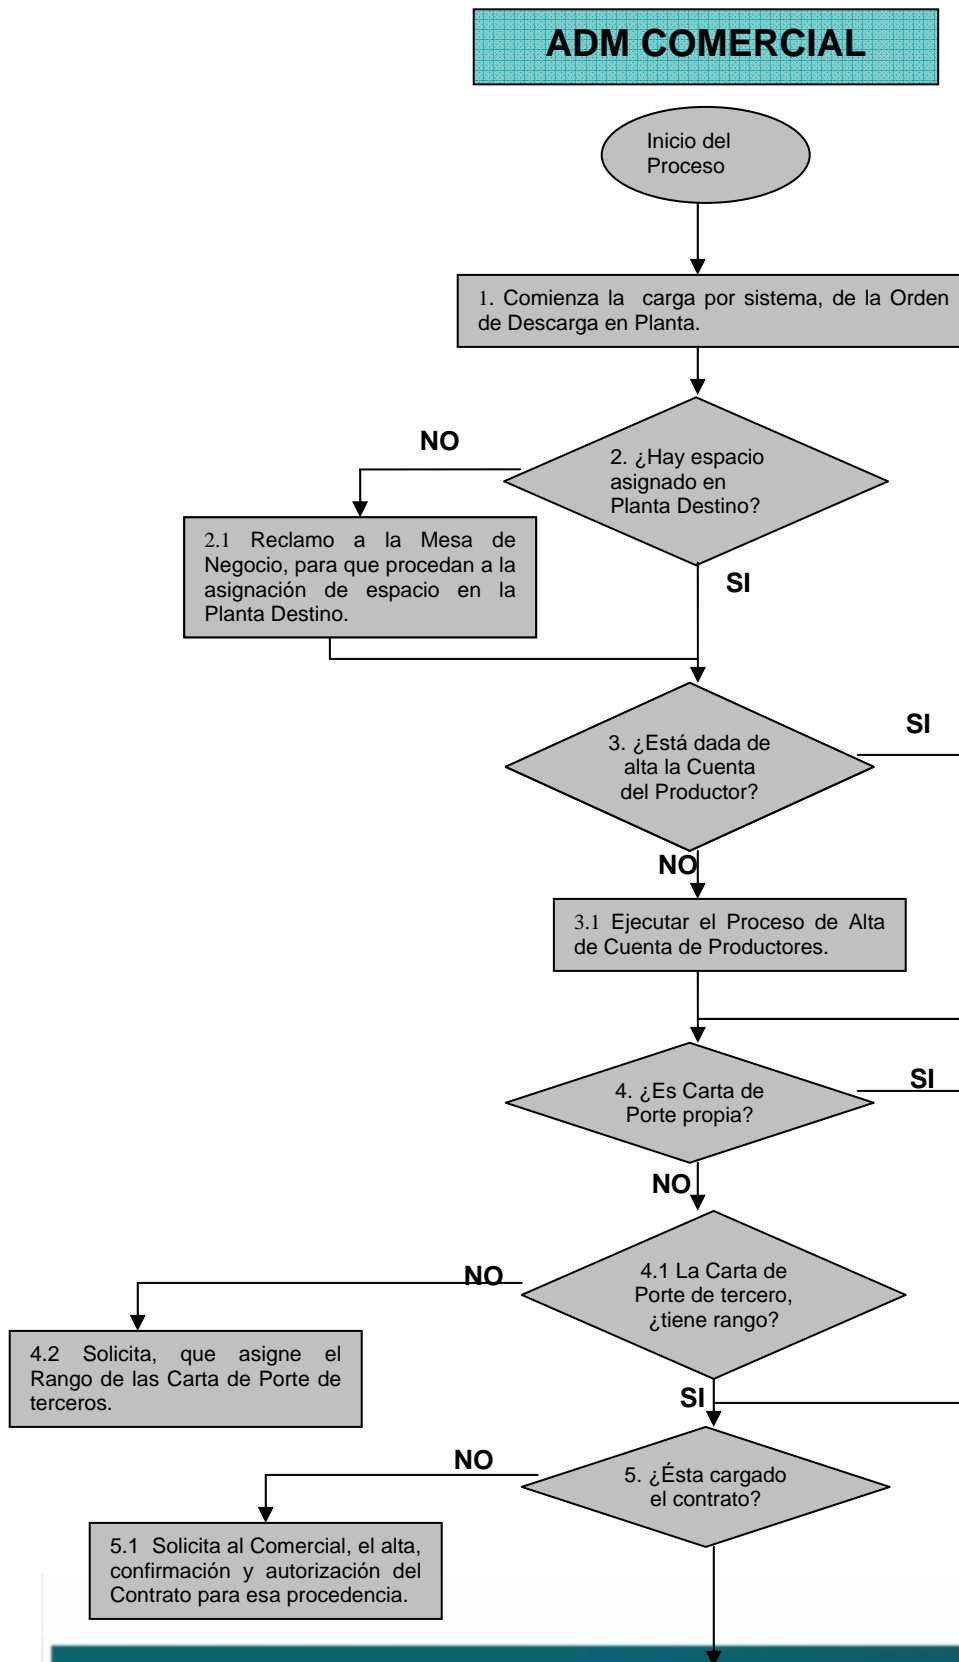 ADM COMERCIAL
Inicio del
Proceso
1. Comienza la carga por sistema, de la Orden
de Descarga en Planta.
NO
2. ¿Hay espacio
asignado en
Planta Destino?
2.1 Reclamo a la Mesa de
Negocio, para que procedan a la
asignación de espacio en la
Planta Destino.
SI
3. ¿Está dada de
alta la Cuenta
del Productor?
SI
NO
3.1 Ejecutar el Proceso de Alta
de Cuenta de Productores.
4. ¿Es Carta de
Porte propia?
SI
NO
4.1 La Carta de
Porte de tercero,
¿tiene rango?
NO
4.2 Solicita, que asigne el
Rango de las Carta de Porte de
terceros.
SI
NO
5. ¿Ésta cargado
el contrato?
5.1 Solicita al Comercial, el alta,
confirmación y autorización del
Contrato para esa procedencia.